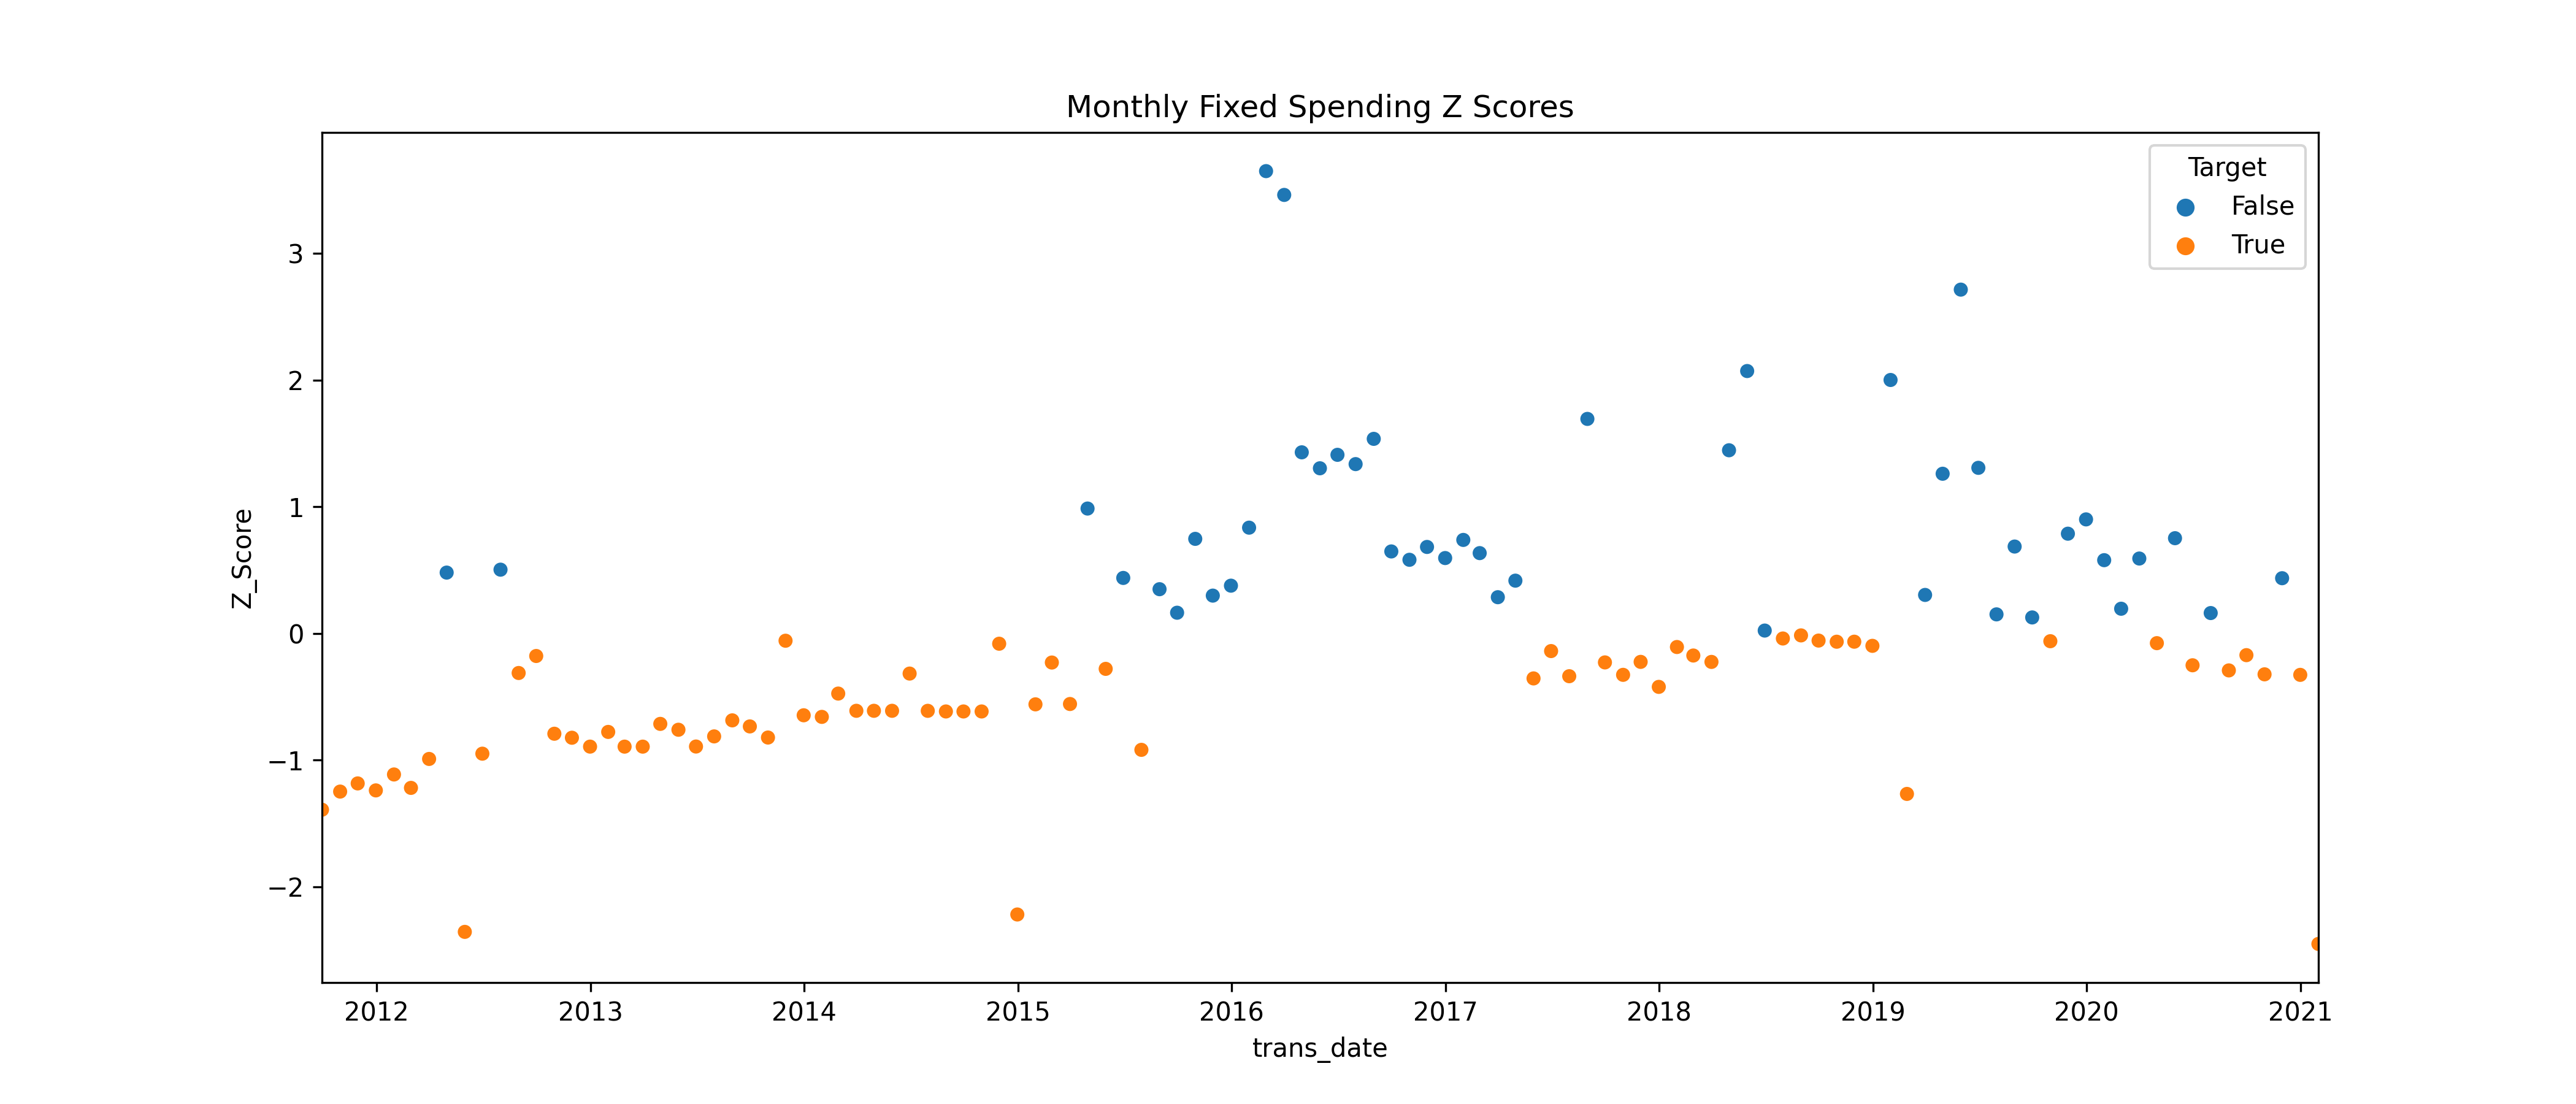 Monthly Fixed Spending Z Scores
Target
False
True
Z_Score
3
2
1
0
−1
−2
2012 2013 2014 2015 2016 2017 2018 2019 2020 2021
trans_date